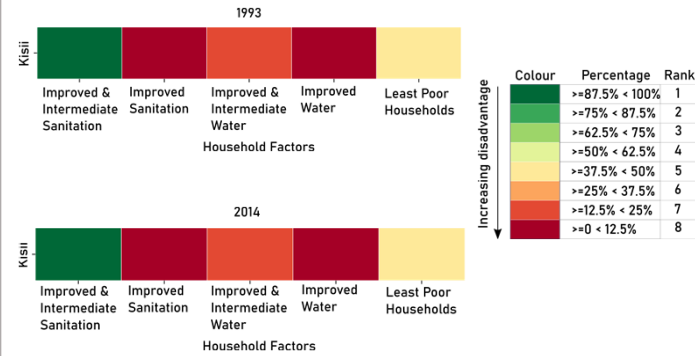 1993
Kisii
Improved & Intermediate Sanitation
Improved Sanitation
Improved & Intermediate Water
Improved Water
Least Poor Households
Household Factors
2014
Kisii
Improved & Intermediate Sanitation
Improved Sanitation
Improved & Intermediate Water
Improved Water
Least Poor Households
Household Factors
Increasing disadvantage
Colour Percentage Rank
>=87.5% < 100% 1
>=75% < 87.5% 2
>=62.5% < 75% 3
>=50% < 62.5% 4
>=37.5% < 50% 5
>=25% < 37.5% 6
>=12.5% < 25% 7
>=0 < 12.5% 8